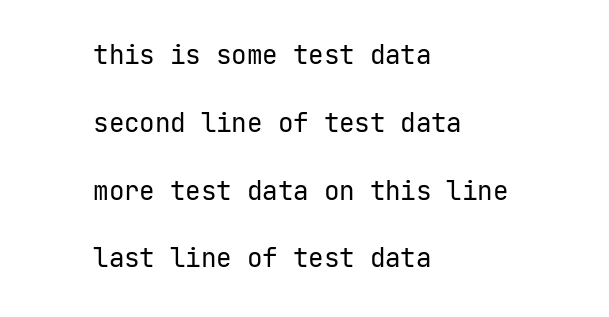 this is some test data
second line of test data
more test data on this line
last line of test data